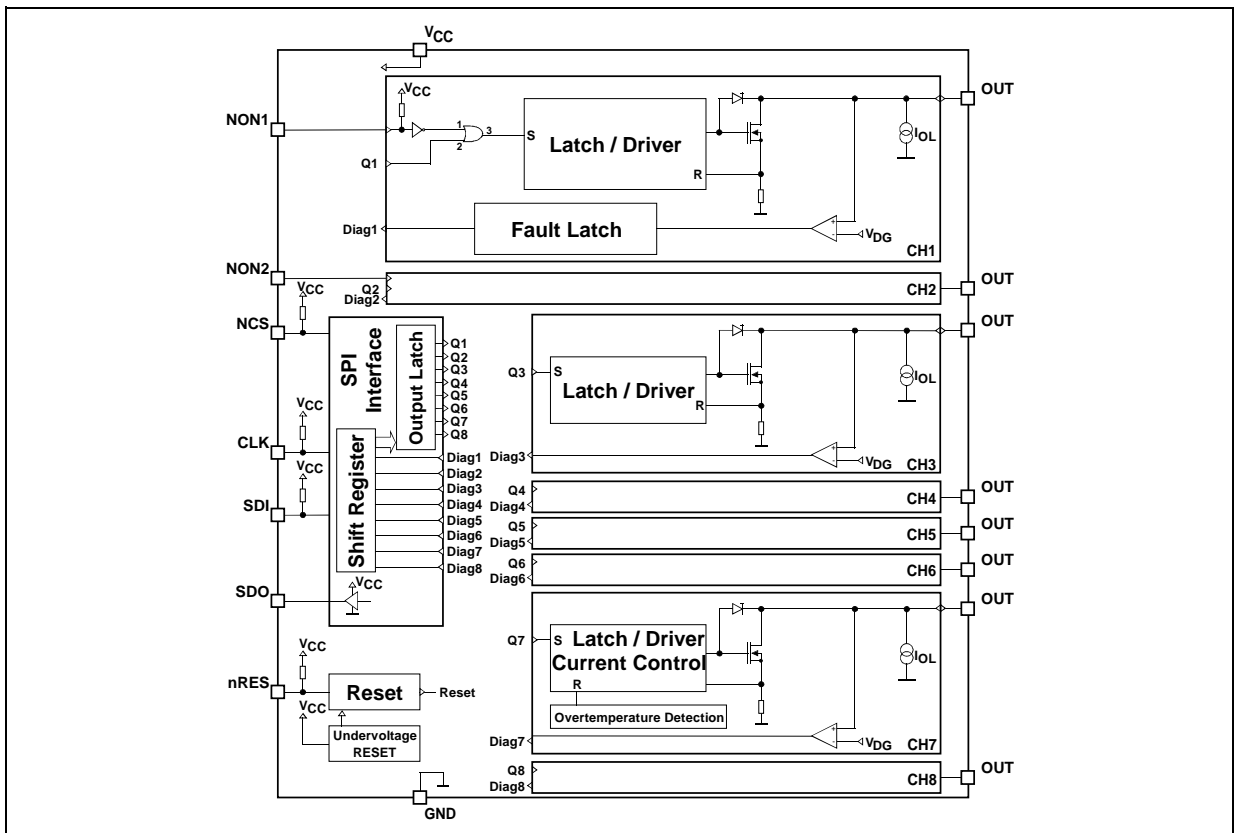 VCC
OUT
VCC
NON1
1
2
3
S
Latch / Driver
R
IOL
Q1
Diag1
Fault Latch
+
-
VDG
CH1
NON2
Q2
Diag2
CH2
OUT
VCC
NCS
SPI Interface
Output Latch
Q1
Q2
Q3
Q4
Q5
Q6
Q7
Q8
VCC
CLK
VCC
SDI
Shift Register
Diag1
Diag2
Diag3
Diag4
Diag5
Diag6
Diag7
Diag8
SDO
VCC
OUT
Q3
S
Latch / Driver
R
IOL
Diag3
+
-
VDG
CH3
Q4
Diag4
CH4
OUT
Q5
Diag5
CH5
OUT
Q6
Diag6
CH6
OUT
OUT
Q7
S
Latch / Driver
Current Control
R
Overtemperature Detection
IOL
Diag7
+
-
VDG
CH7
VCC
nRES
Reset
Reset
VCC
Undervoltage
RESET
Q8
Diag8
CH8
OUT
GND